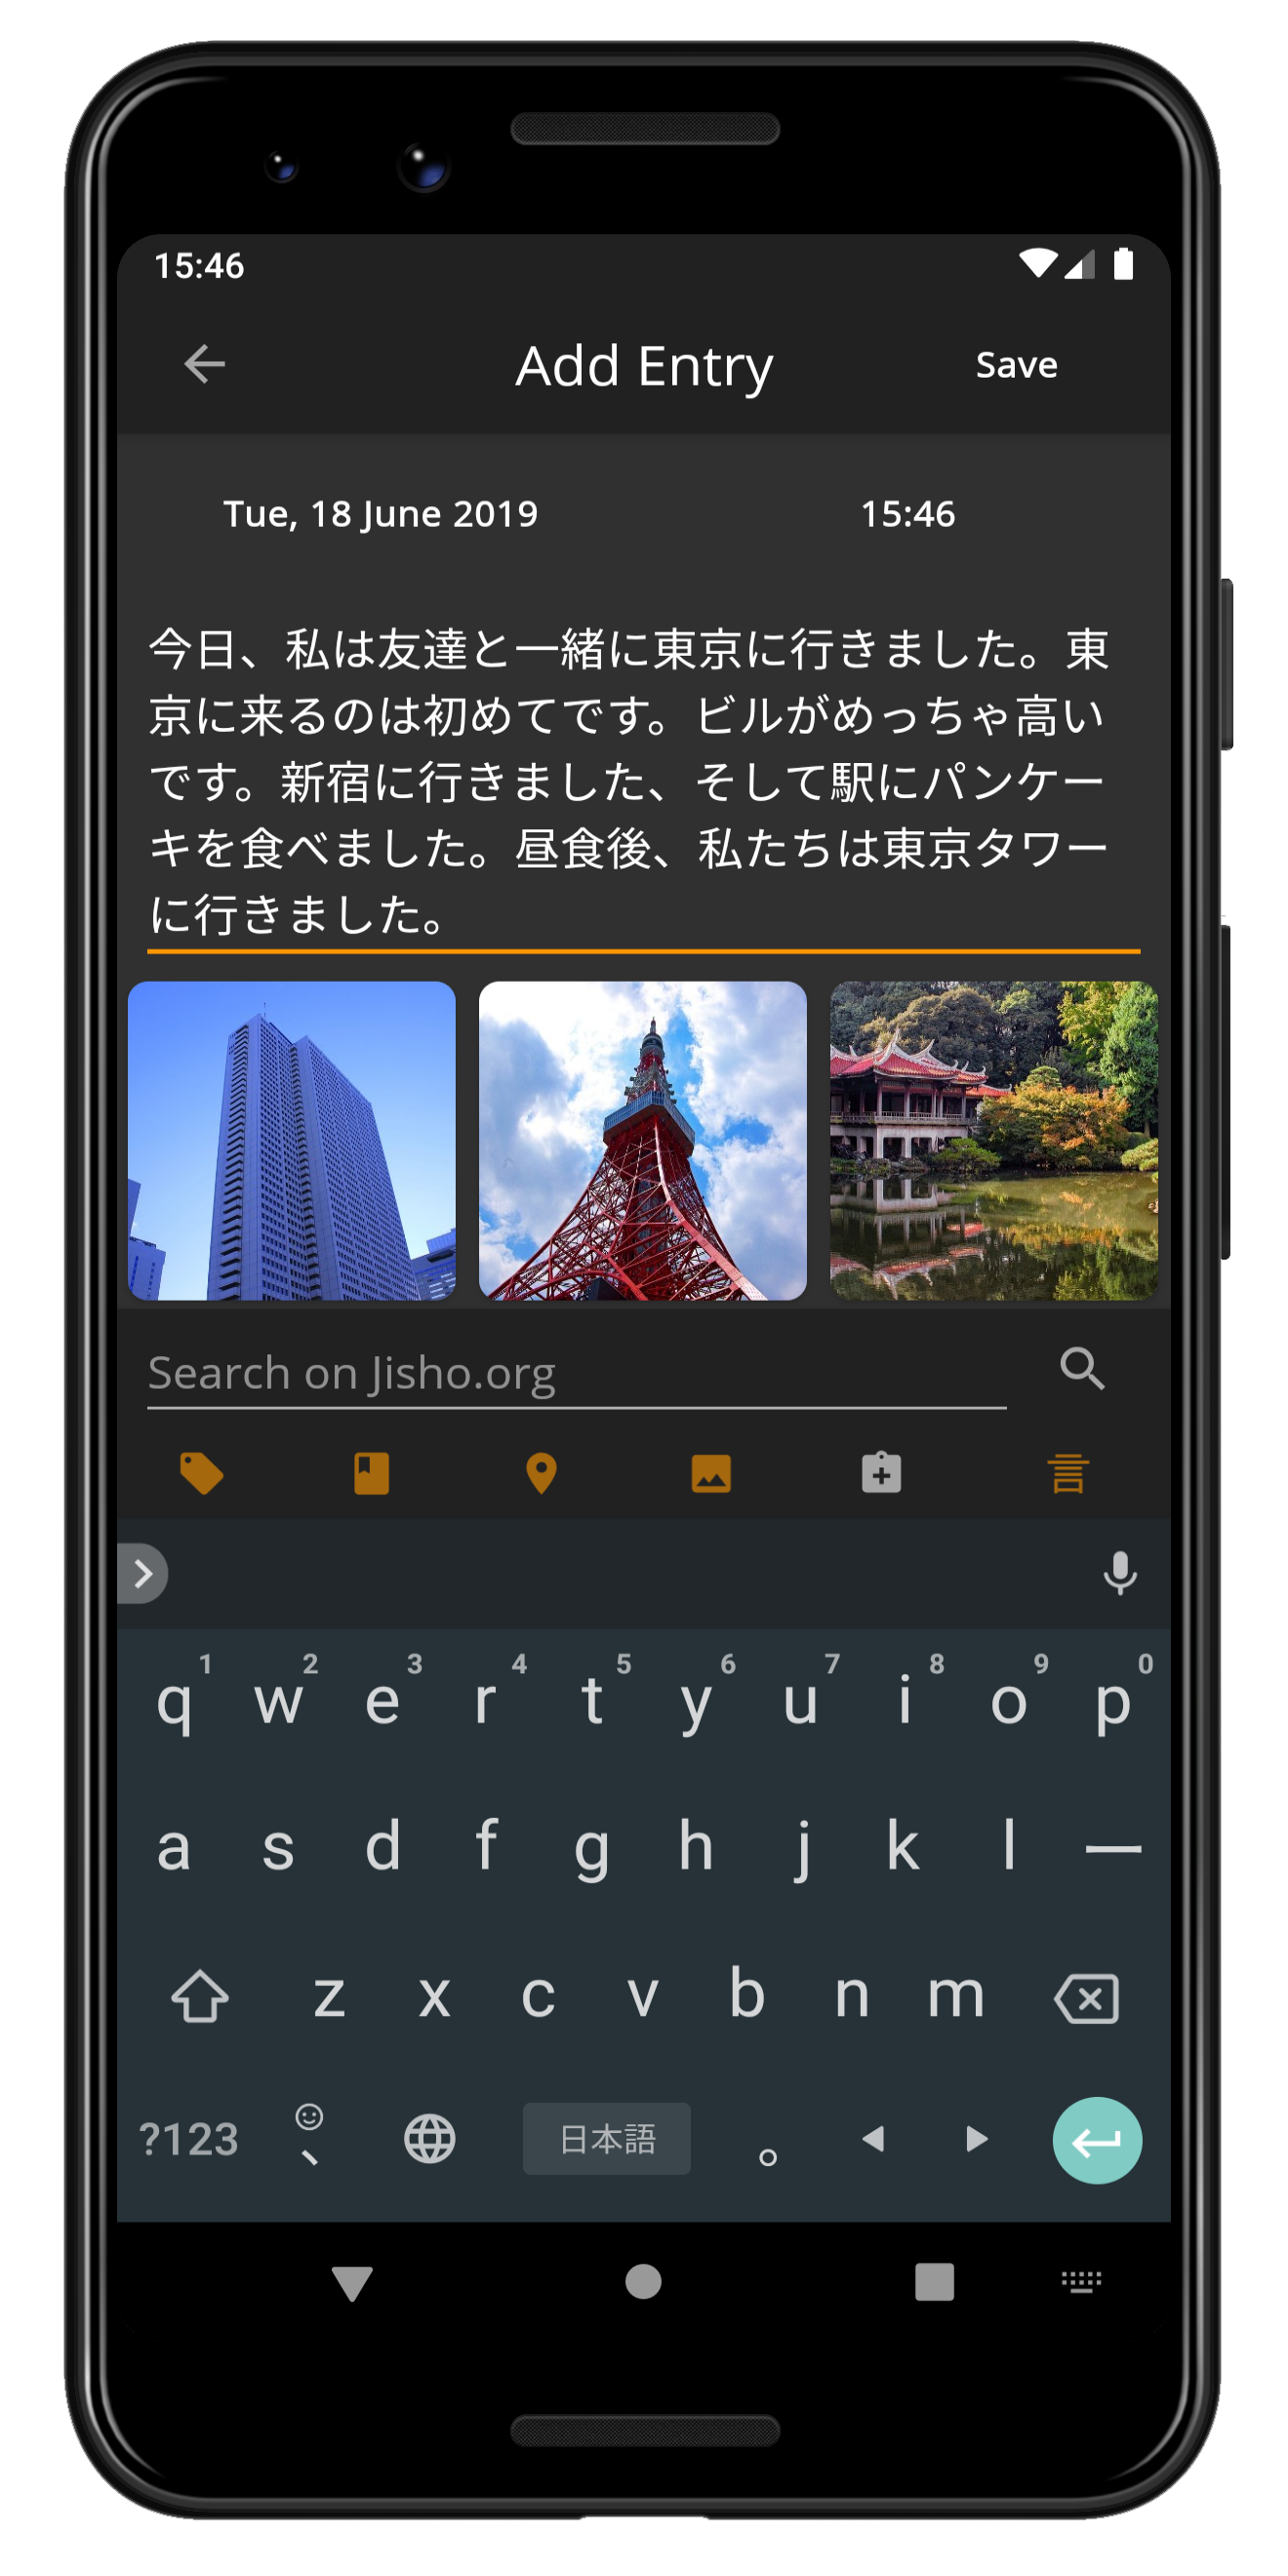 15:46
Add Entry
Save
Tue, 18 June 2019
15:46
今日、私は友達と一緒に東京に行きました。東
京に来るのは初めてです。ビルがめっちゃ高い
です。新宿に行きました、そして駅にパンケー
キを食べました。昼食後、私たちは東京タワー
に行きました。
Search on Jisho.org
言
1 2 3 4 5 6 7 8 9 0
q w e r t y u i o p
a s d f g h j k l ー
z x c v b n m
?123 、 日本語 。